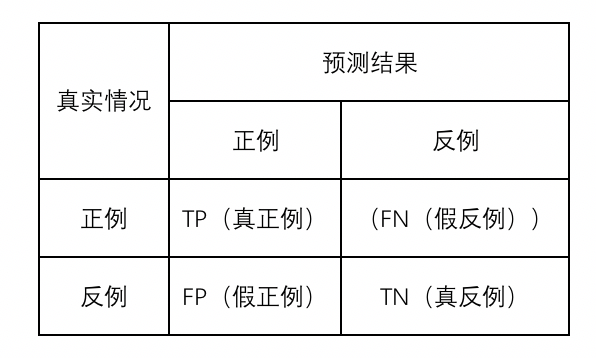 真实情况
预测结果
正例
反例
正例
TP（真正例）
（FN（假反例））
反例
FP（假正例）
TN（真反例）